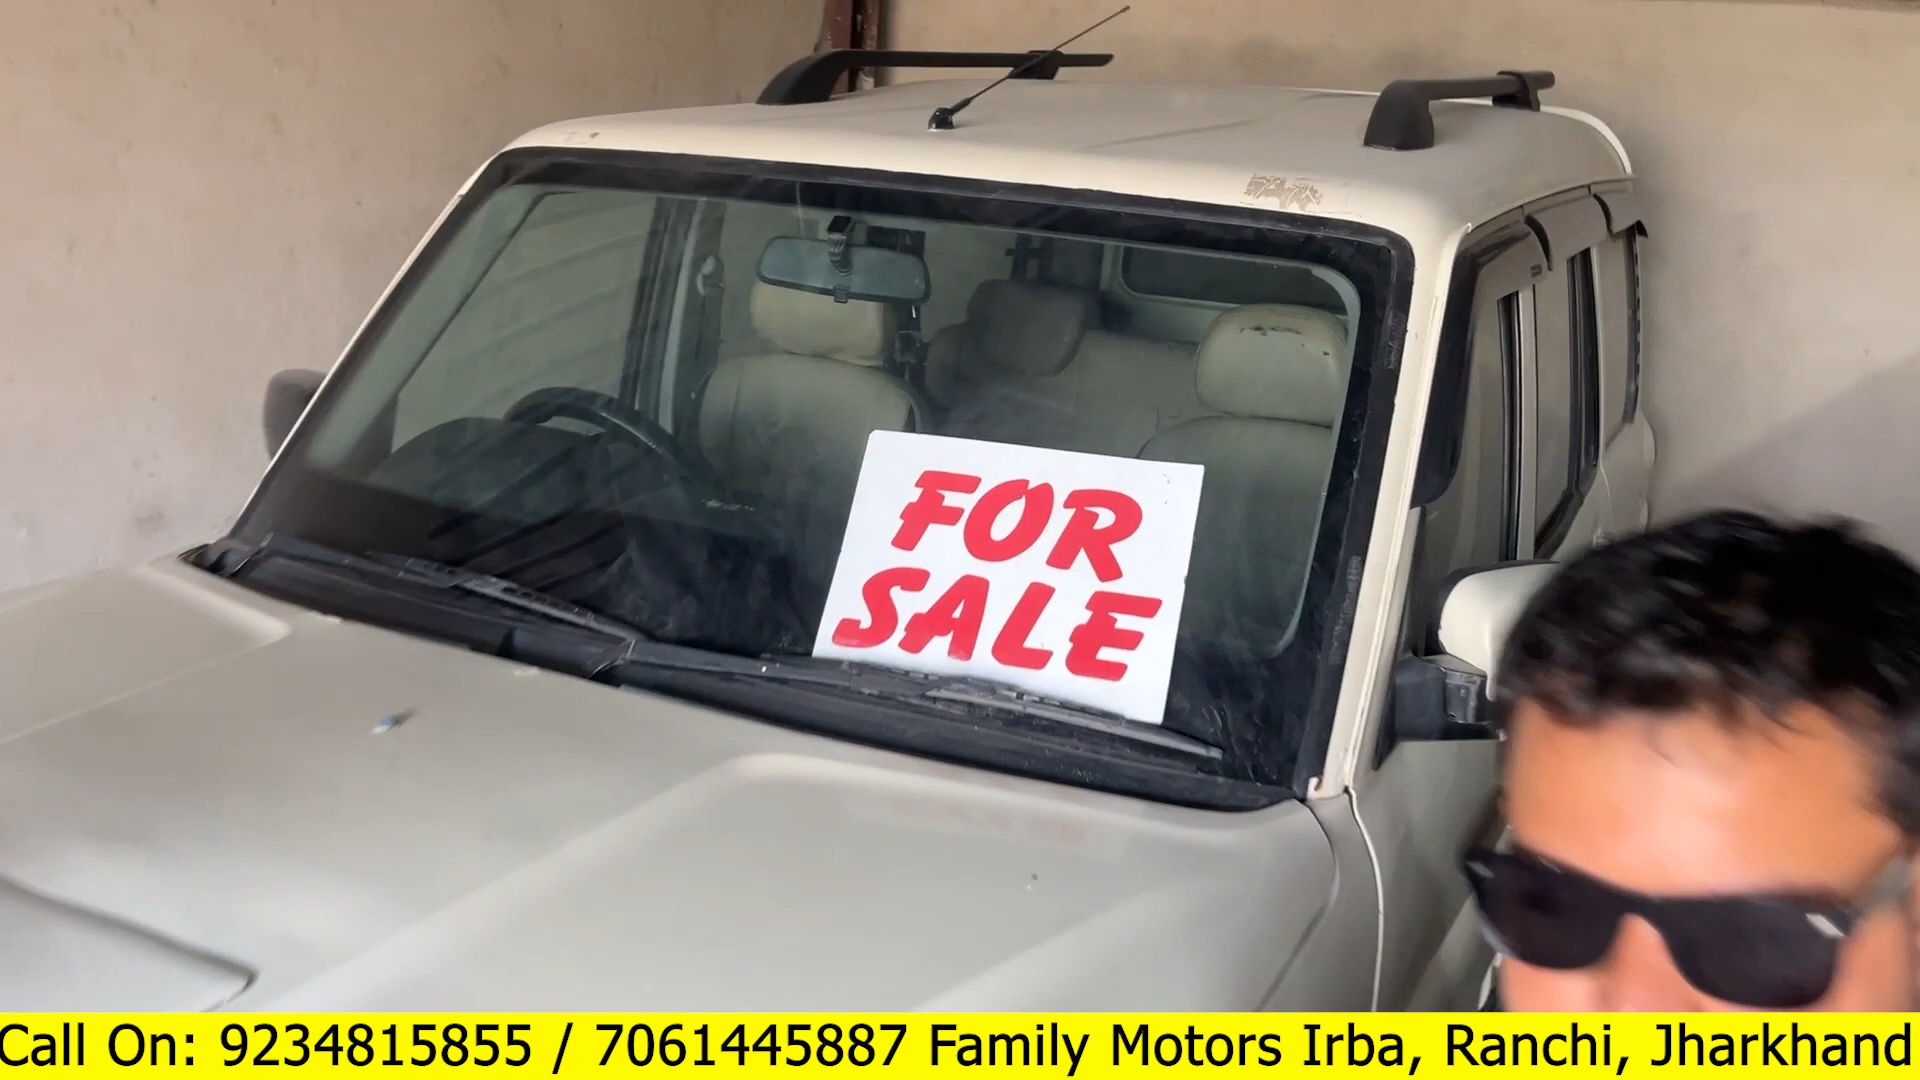 FOR
SALE
Call On: 9234815855 / 7061445887 Family Motors Irba, Ranchi, Jharkhand